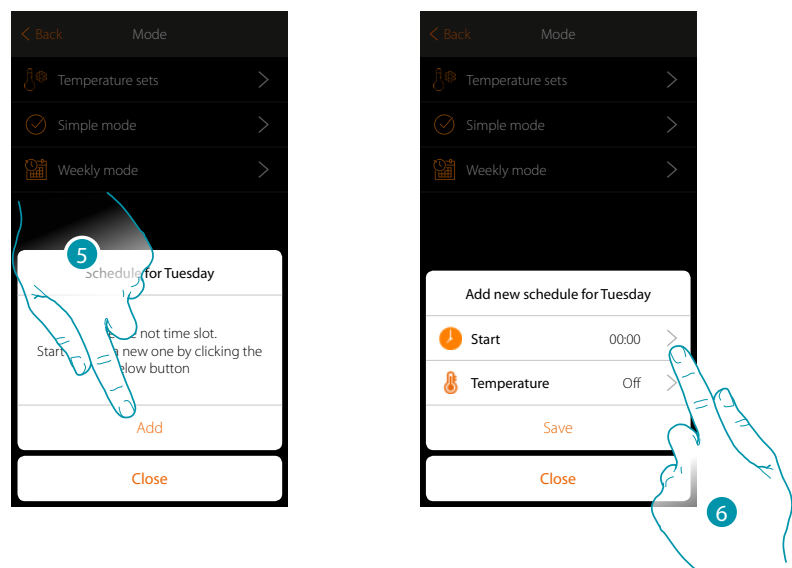 < Back Mode
Temperature sets
Simple mode
Weekly mode
5
Schedule for Tuesday
not time slot.
Start a new one by clicking the
below button
Add
Close
< Back Mode
Temperature sets
Simple mode
Weekly mode
Add new schedule for Tuesday
Start 00:00
Temperature Off
Save
Close
6